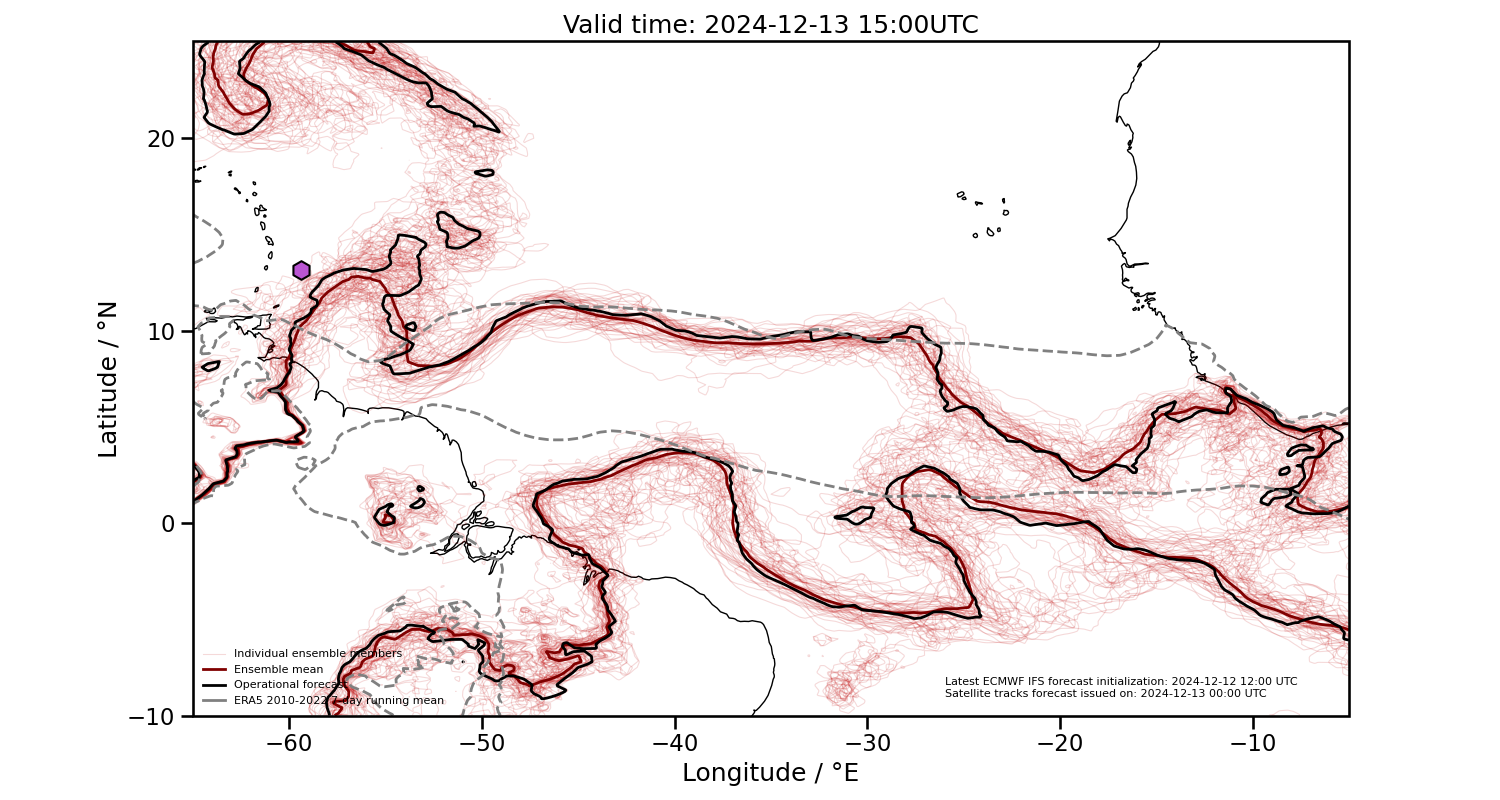 Valid time: 2024-12-13 15:00UTC
Latitude / °N
20
10
0
−10
Individual ensemble members
Ensemble mean
Operational forecast
ERA5 2010-2022 7-day running mean
Latest ECMWF IFS forecast initialization: 2024-12-12 12:00 UTC
Satellite tracks forecast issued on: 2024-12-13 00:00 UTC
−60
−50
−40
−30
−20
−10
Longitude / °E